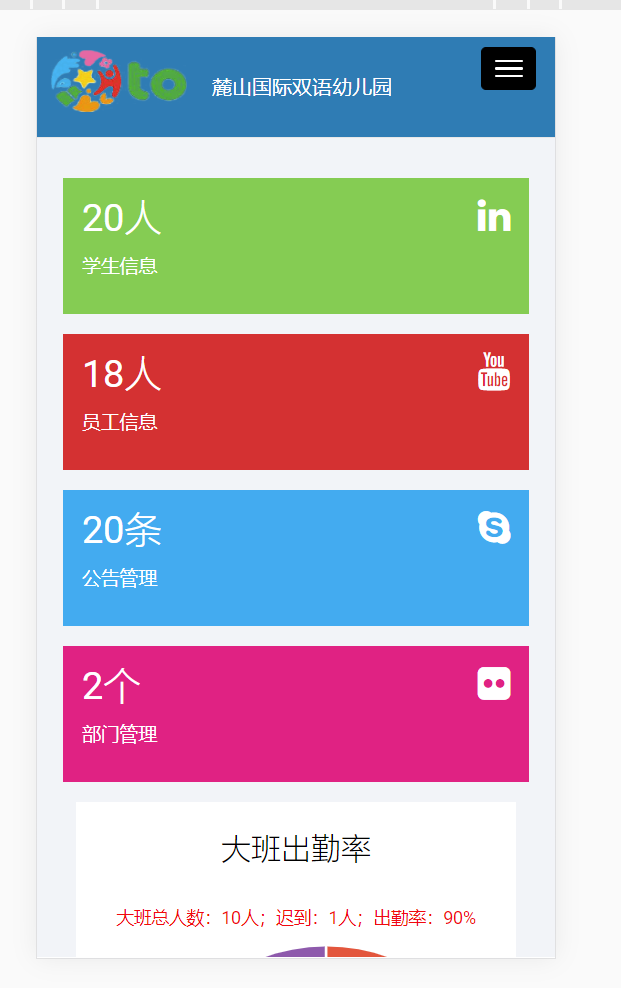 to
麓山国际双语幼儿园
20人
in
学生信息
18人
You
Tube
员工信息
20条
S
公告管理
2个
部门管理
大班出勤率
大班总人数：10人；迟到：1人；出勤率：90%